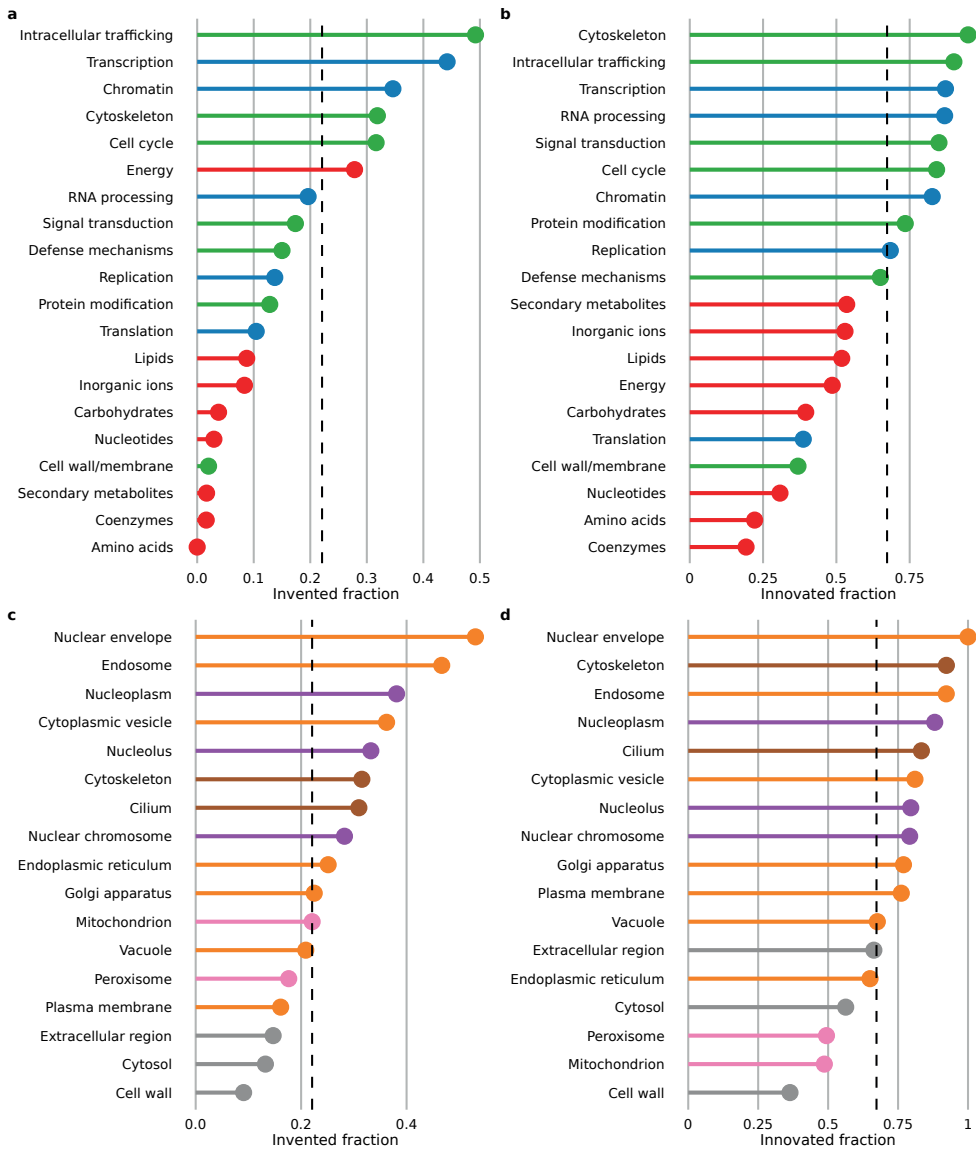 a
Intracellular trafficking
Transcription
Chromatin
Cytoskeleton
Cell cycle
Energy
RNA processing
Signal transduction
Defense mechanisms
Replication
Protein modification
Translation
Lipids
Inorganic ions
Carbohydrates
Nucleotides
Cell wall/membrane
Secondary metabolites
Coenzymes
Amino acids
0.0 0.1 0.2 0.3 0.4 0.5
Invented fraction
b
Cytoskeleton
Intracellular trafficking
Transcription
RNA processing
Signal transduction
Cell cycle
Chromatin
Protein modification
Replication
Defense mechanisms
Secondary metabolites
Inorganic ions
Lipids
Energy
Carbohydrates
Translation
Cell wall/membrane
Nucleotides
Amino acids
Coenzymes
0 0.25 0.5 0.75
Innovated fraction
c
Nuclear envelope
Endosome
Nucleoplasm
Cytoplasmic vesicle
Nucleolus
Cytoskeleton
Cilium
Nuclear chromosome
Endoplasmic reticulum
Golgi apparatus
Mitochondrion
Vacuole
Peroxisome
Plasma membrane
Extracellular region
Cytosol
Cell wall
0.0 0.2 0.4
Invented fraction
d
Nuclear envelope
Cytoskeleton
Endosome
Nucleoplasm
Cilium
Cytoplasmic vesicle
Nucleolus
Nuclear chromosome
Golgi apparatus
Plasma membrane
Vacuole
Extracellular region
Endoplasmic reticulum
Cytosol
Peroxisome
Mitochondrion
Cell wall
0 0.25 0.5 0.75 1
Innovated fraction